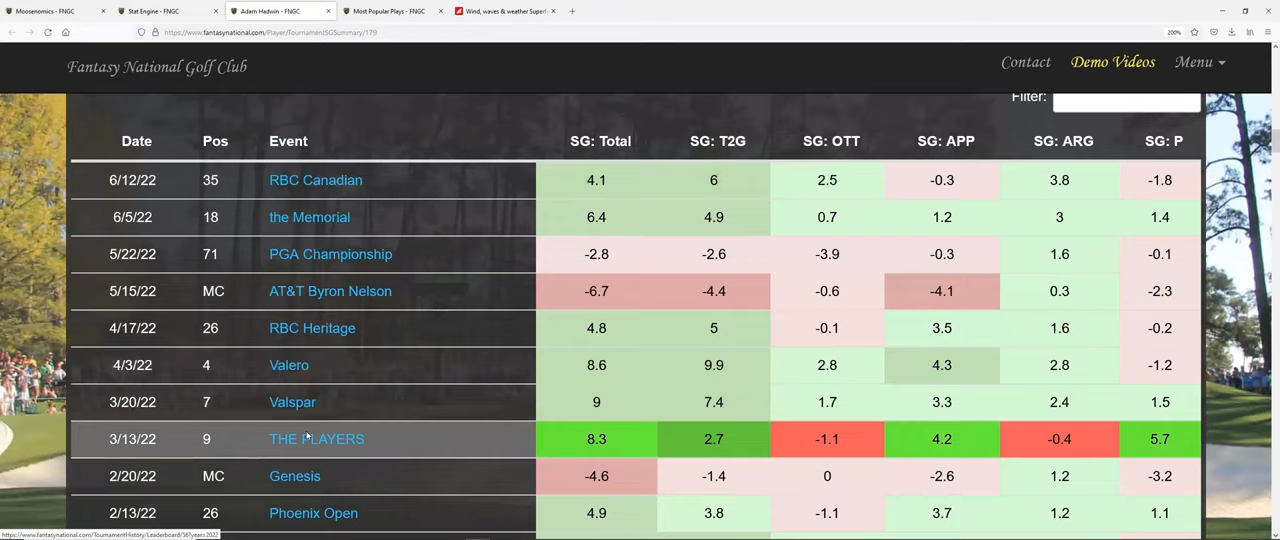 Moosenomics - FNGC × Stat Engine - FNGC × Adam Hadwin - FNGC × Most Popular Plays - FNGC × Wind, waves & weather Superf ×
https://www.fantasynational.com/Player/TournamentSGSummary/179 200%
Fantasy National Golf Club Contact Demo Videos Menu
Filter:
Date Pos Event SG: Total SG: T2G SG: OTT SG: APP SG: ARG SG: P
6/12/22 35 RBC Canadian 4.1 6 2.5 -0.3 3.8 -1.8
6/5/22 18 the Memorial 6.4 4.9 0.7 1.2 3 1.4
5/22/22 71 PGA Championship -2.8 -2.6 -3.9 -0.3 1.6 -0.1
5/15/22 MC AT&T Byron Nelson -6.7 -4.4 -0.6 -4.1 0.3 -2.3
4/17/22 26 RBC Heritage 4.8 5 -0.1 3.5 1.6 -0.2
4/3/22 4 Valero 8.6 9.9 2.8 4.3 2.8 -1.2
3/20/22 7 Valspar 9 7.4 1.7 3.3 2.4 1.5
3/13/22 9 THE PLAYERS 8.3 2.7 -1.1 4.2 -0.4 5.7
2/20/22 MC Genesis -4.6 -1.4 0 -2.6 1.2 -3.2
2/13/22 26 Phoenix Open 4.9 3.8 -1.1 3.7 1.2 1.1
https://www.fantasynational.com/TournamentHistory/Leaderboard/56?years2022